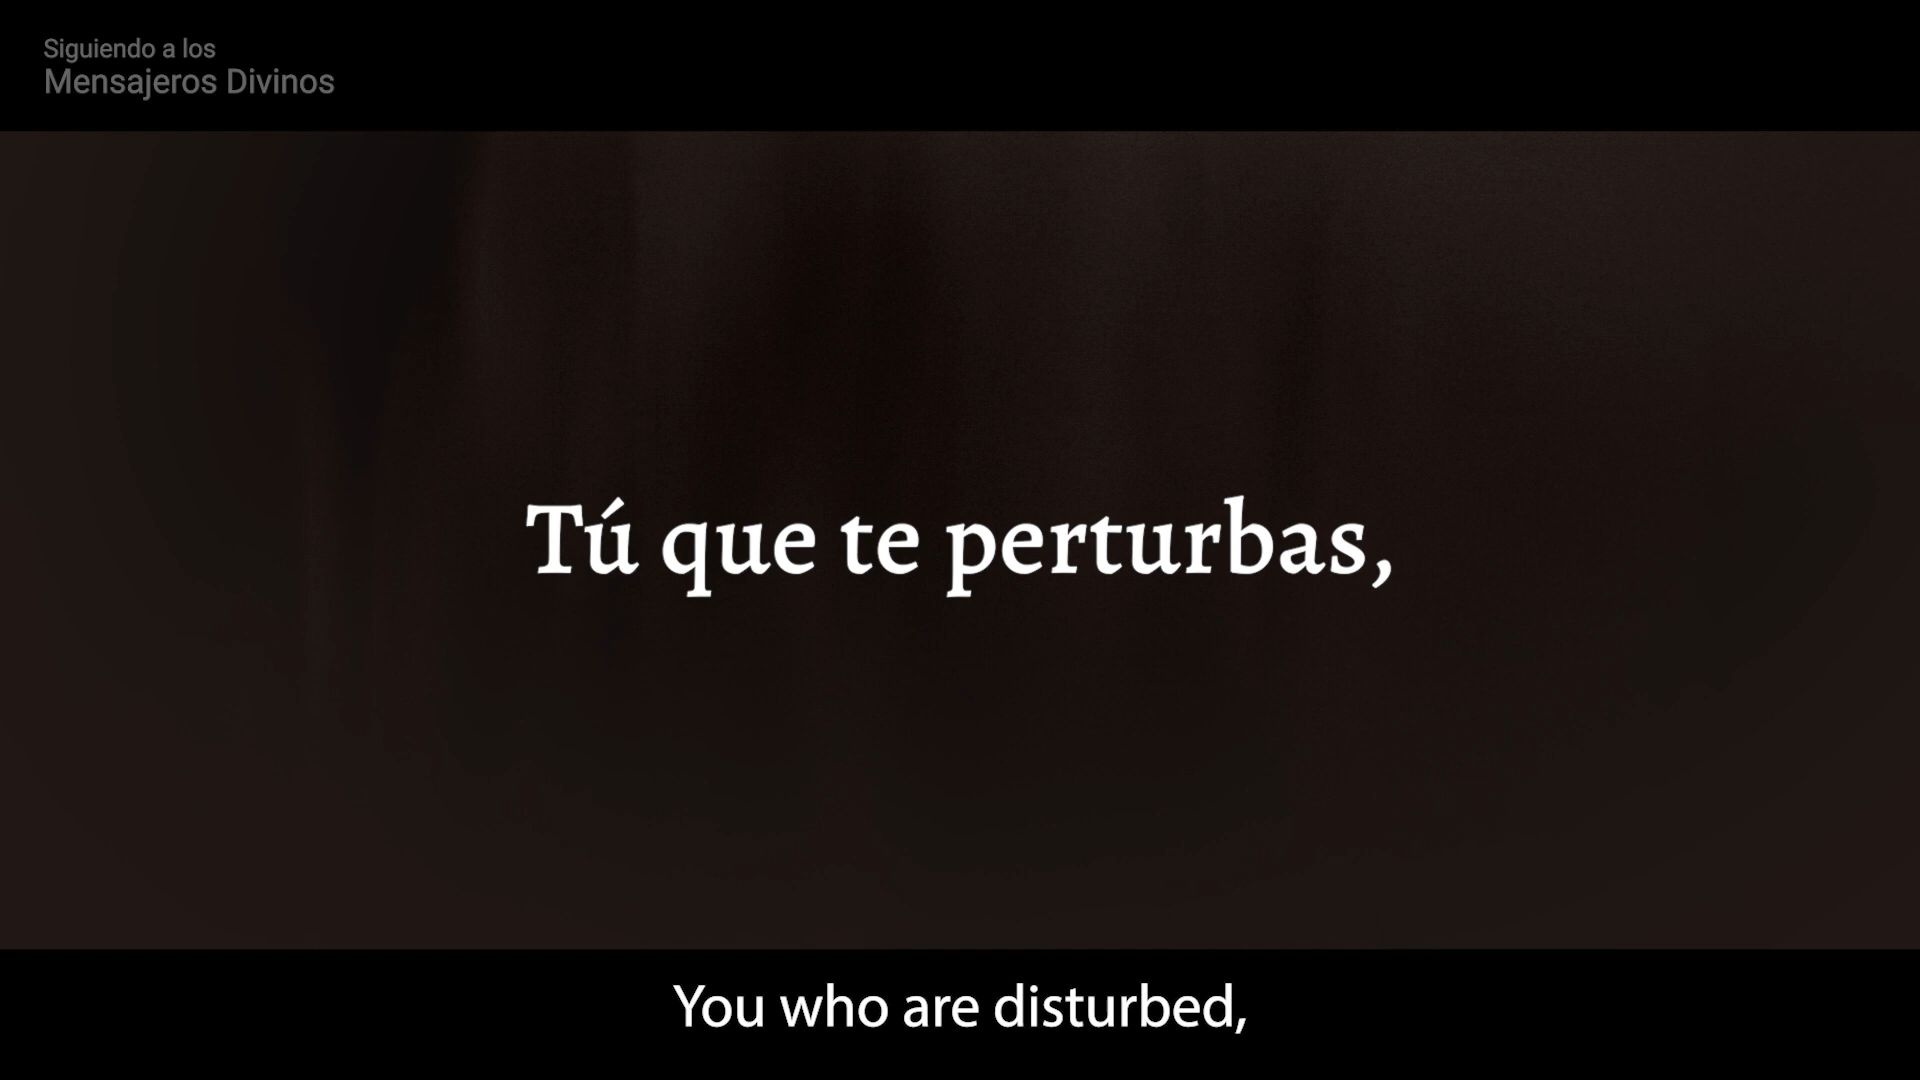 Siguiendo a los
Mensajeros Divinos
Tú que te perturbas,
You who are disturbed,